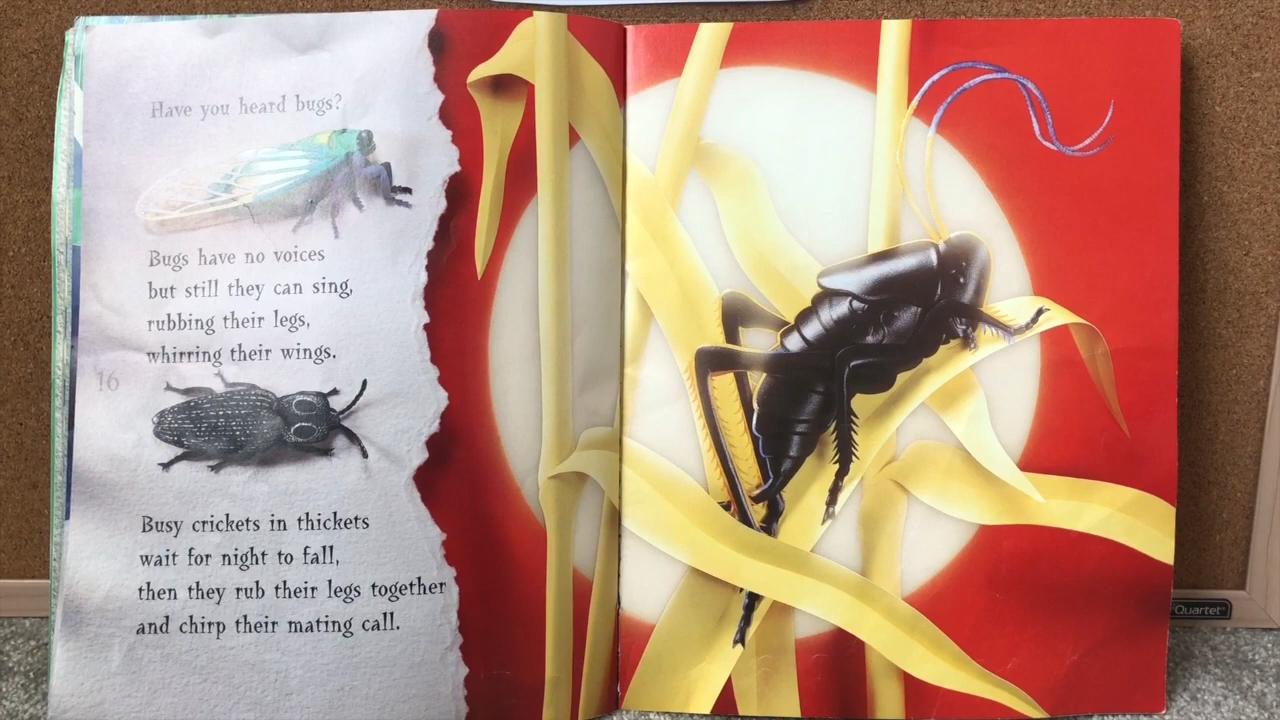 Have you heard bugs?
Bugs have no voices
but still they can sing,
rubbing their legs,
whirring their wings.
16
Busy crickets in thickets
wait for night to fall,
then they rub their legs together
and chirp their mating call.
Quartet